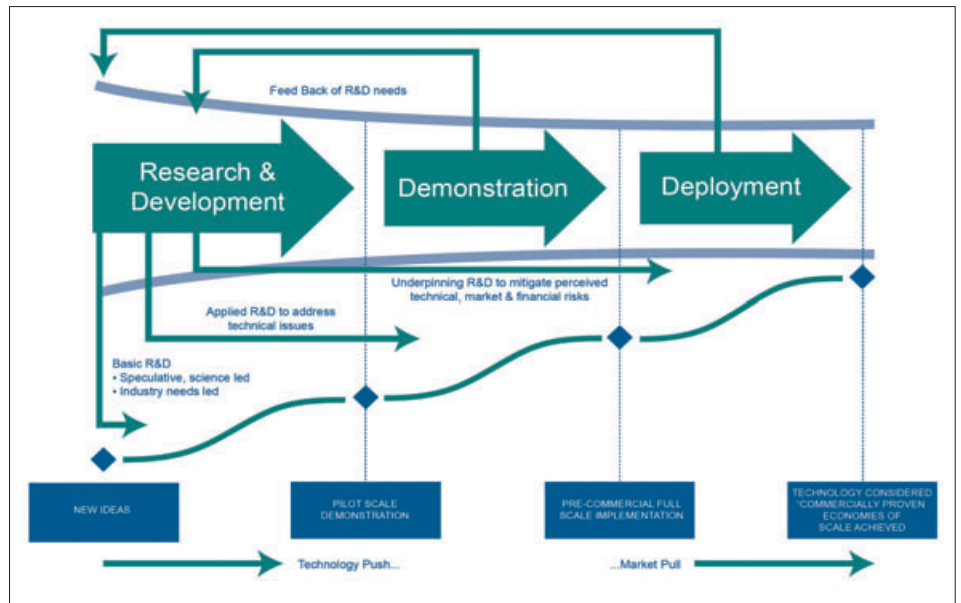 Feed Back of R&D needs
Research &
Development
Demonstration
Deployment
Underpinning R&D to mitigate perceived
technical, market & financial risks
Applied R&D to address
technical issues
Basic R&D
• Speculative, science led
• Industry needs led
NEW IDEAS
PILOT SCALE
DEMONSTRATION
PRE-COMMERCIAL FULL
SCALE IMPLEMENTATION
TECHNOLOGY CONSIDERED
"COMMERCIALLY PROVEN
ECONOMIES OF
SCALE ACHIEVED
Technology Push...
...Market Pull